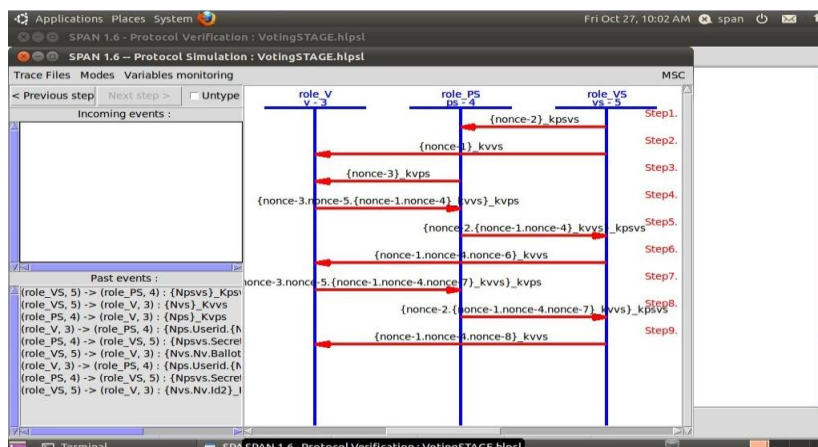 Applications Places System
Fri Oct 27, 10:02 AM span
SPAN 1.6 - Protocol Verification : VotingSTAGE.hlpsl
SPAN 1.6 -- Protocol Simulation : VotingSTAGE.hlpsl
Trace Files Modes Variables monitoring MSC
< Previous step Next step > Untype
Incoming events :
role_V
v - 3
role_PS
ps - 4
role_VS
vs - 5
Step1.
{nonce-2}_kpsvs
Step2.
{nonce-1}_kvvs
Step3.
{nonce-3}_kvps
Step4.
{nonce-3.nonce-5.{nonce-1.nonce-4}_kvvs}_kvps
Step5.
{nonce-2.{nonce-1.nonce-4}_kvvs}_kpsvs
Step6.
{nonce-1.nonce-4.nonce-6}_kvvs
Step7.
nonce-3.nonce-5.{nonce-1.nonce-4.nonce-7}_kvvs}_kvps
Step8.
{nonce-2.{nonce-1.nonce-4.nonce-7}_kvvs}_kpsvs
Step9.
{nonce-1.nonce-4.nonce-8}_kvvs
Past events :
(role_VS, 5) -> (role_PS, 4) : {Npsvs}_Kpsv
(role_VS, 5) -> (role_V, 3) : {Nvs}_Kvvs
(role_PS, 4) -> (role_V, 3) : {Nps}_Kvps
(role_V, 3) -> (role_PS, 4) : {Nps.Userid.{N
(role_PS, 4) -> (role_VS, 5) : {Npsvs.Secret
(role_VS, 5) -> (role_V, 3) : {Nvs.Nv.Ballot
(role_V, 3) -> (role_PS, 4) : {Nps.Userid.{N
(role_PS, 4) -> (role_VS, 5) : {Npsvs.Secret
(role_VS, 5) -> (role_V, 3) : {Nvs.Nv.Id2}_
Terminal
SPAN 1.6 - Protocol Verification : VotingSTAGE.hlpsl